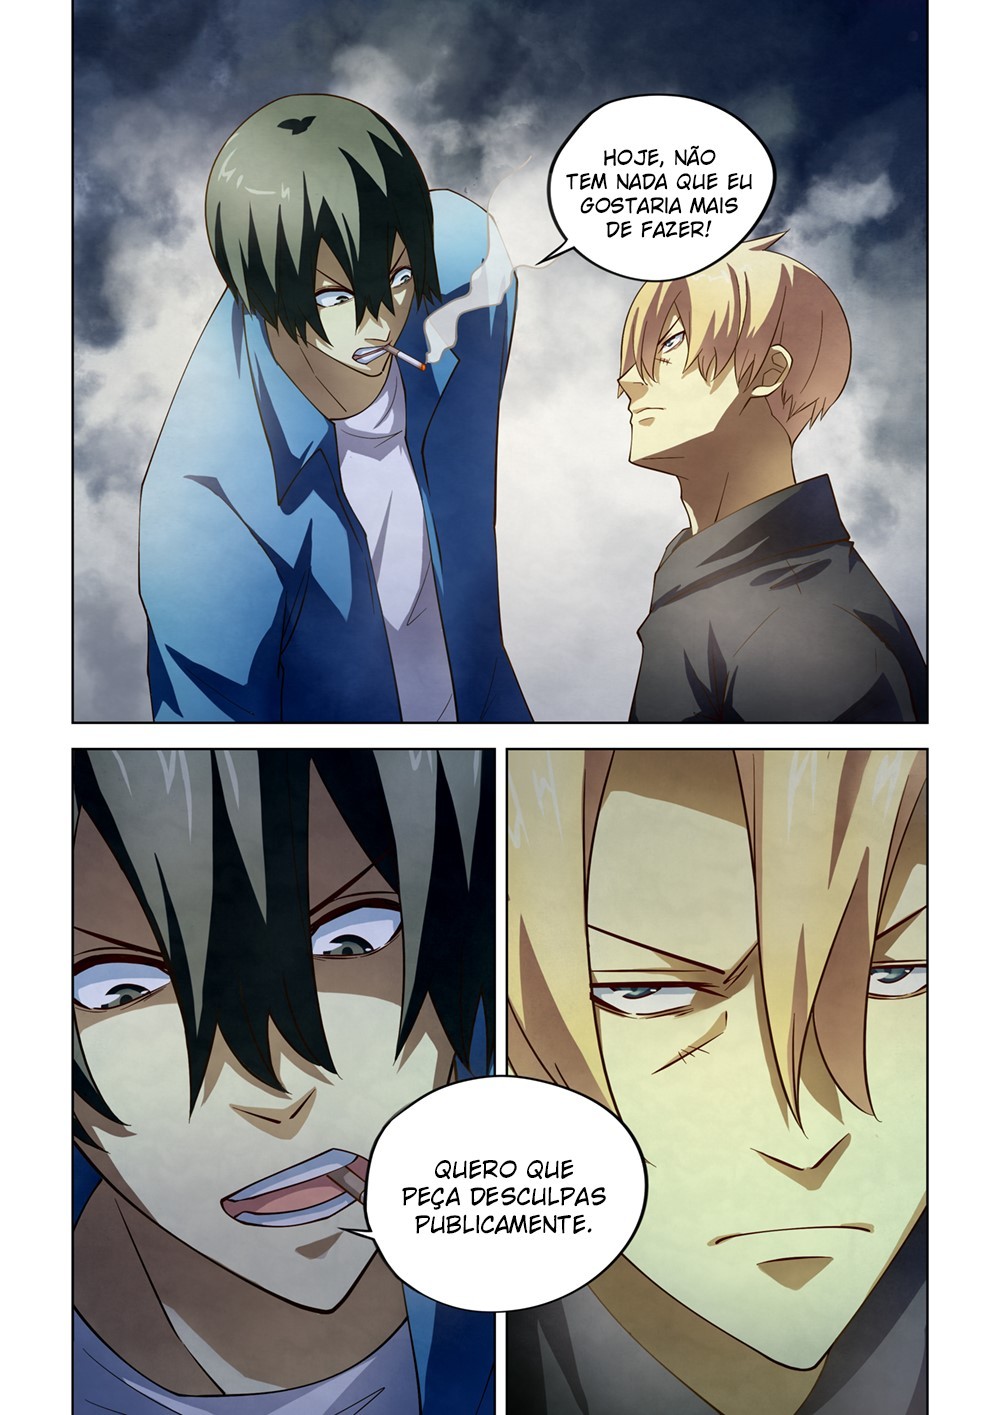 HOJE, NÃO
TEM NADA QUE EU
GOSTARIA MAIS
DE FAZER!
QUERO QUE
PEÇA DESCULPAS
PUBLICAMENTE.